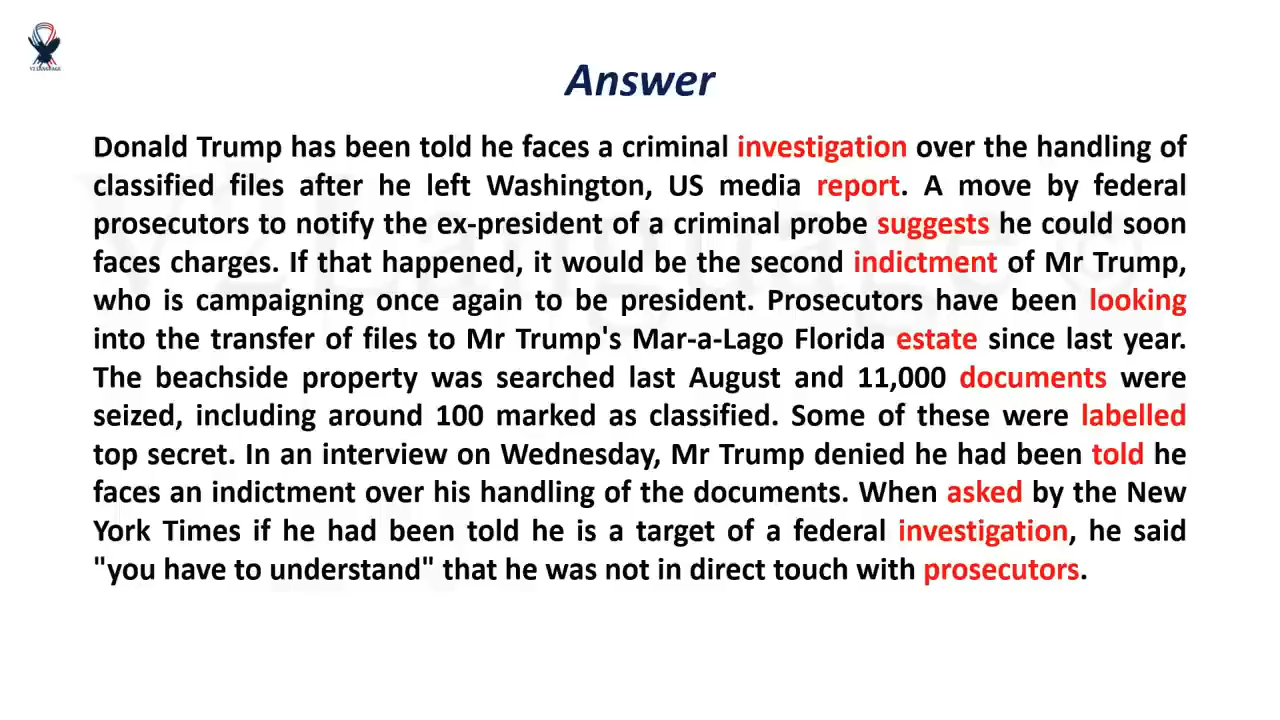 Answer
Donald Trump has been told he faces a criminal investigation over the handling of
classified files after he left Washington, US media report. A move by federal
prosecutors to notify the ex-president of a criminal probe suggests he could soon
faces charges. If that happened, it would be the second indictment of Mr Trump,
who is campaigning once again to be president. Prosecutors have been looking
into the transfer of files to Mr Trump's Mar-a-Lago Florida estate since last year.
The beachside property was searched last August and 11,000 documents were
seized, including around 100 marked as classified. Some of these were labelled
top secret. In an interview on Wednesday, Mr Trump denied he had been told he
faces an indictment over his handling of the documents. When asked by the New
York Times if he had been told he is a target of a federal investigation, he said
"you have to understand" that he was not in direct touch with prosecutors.